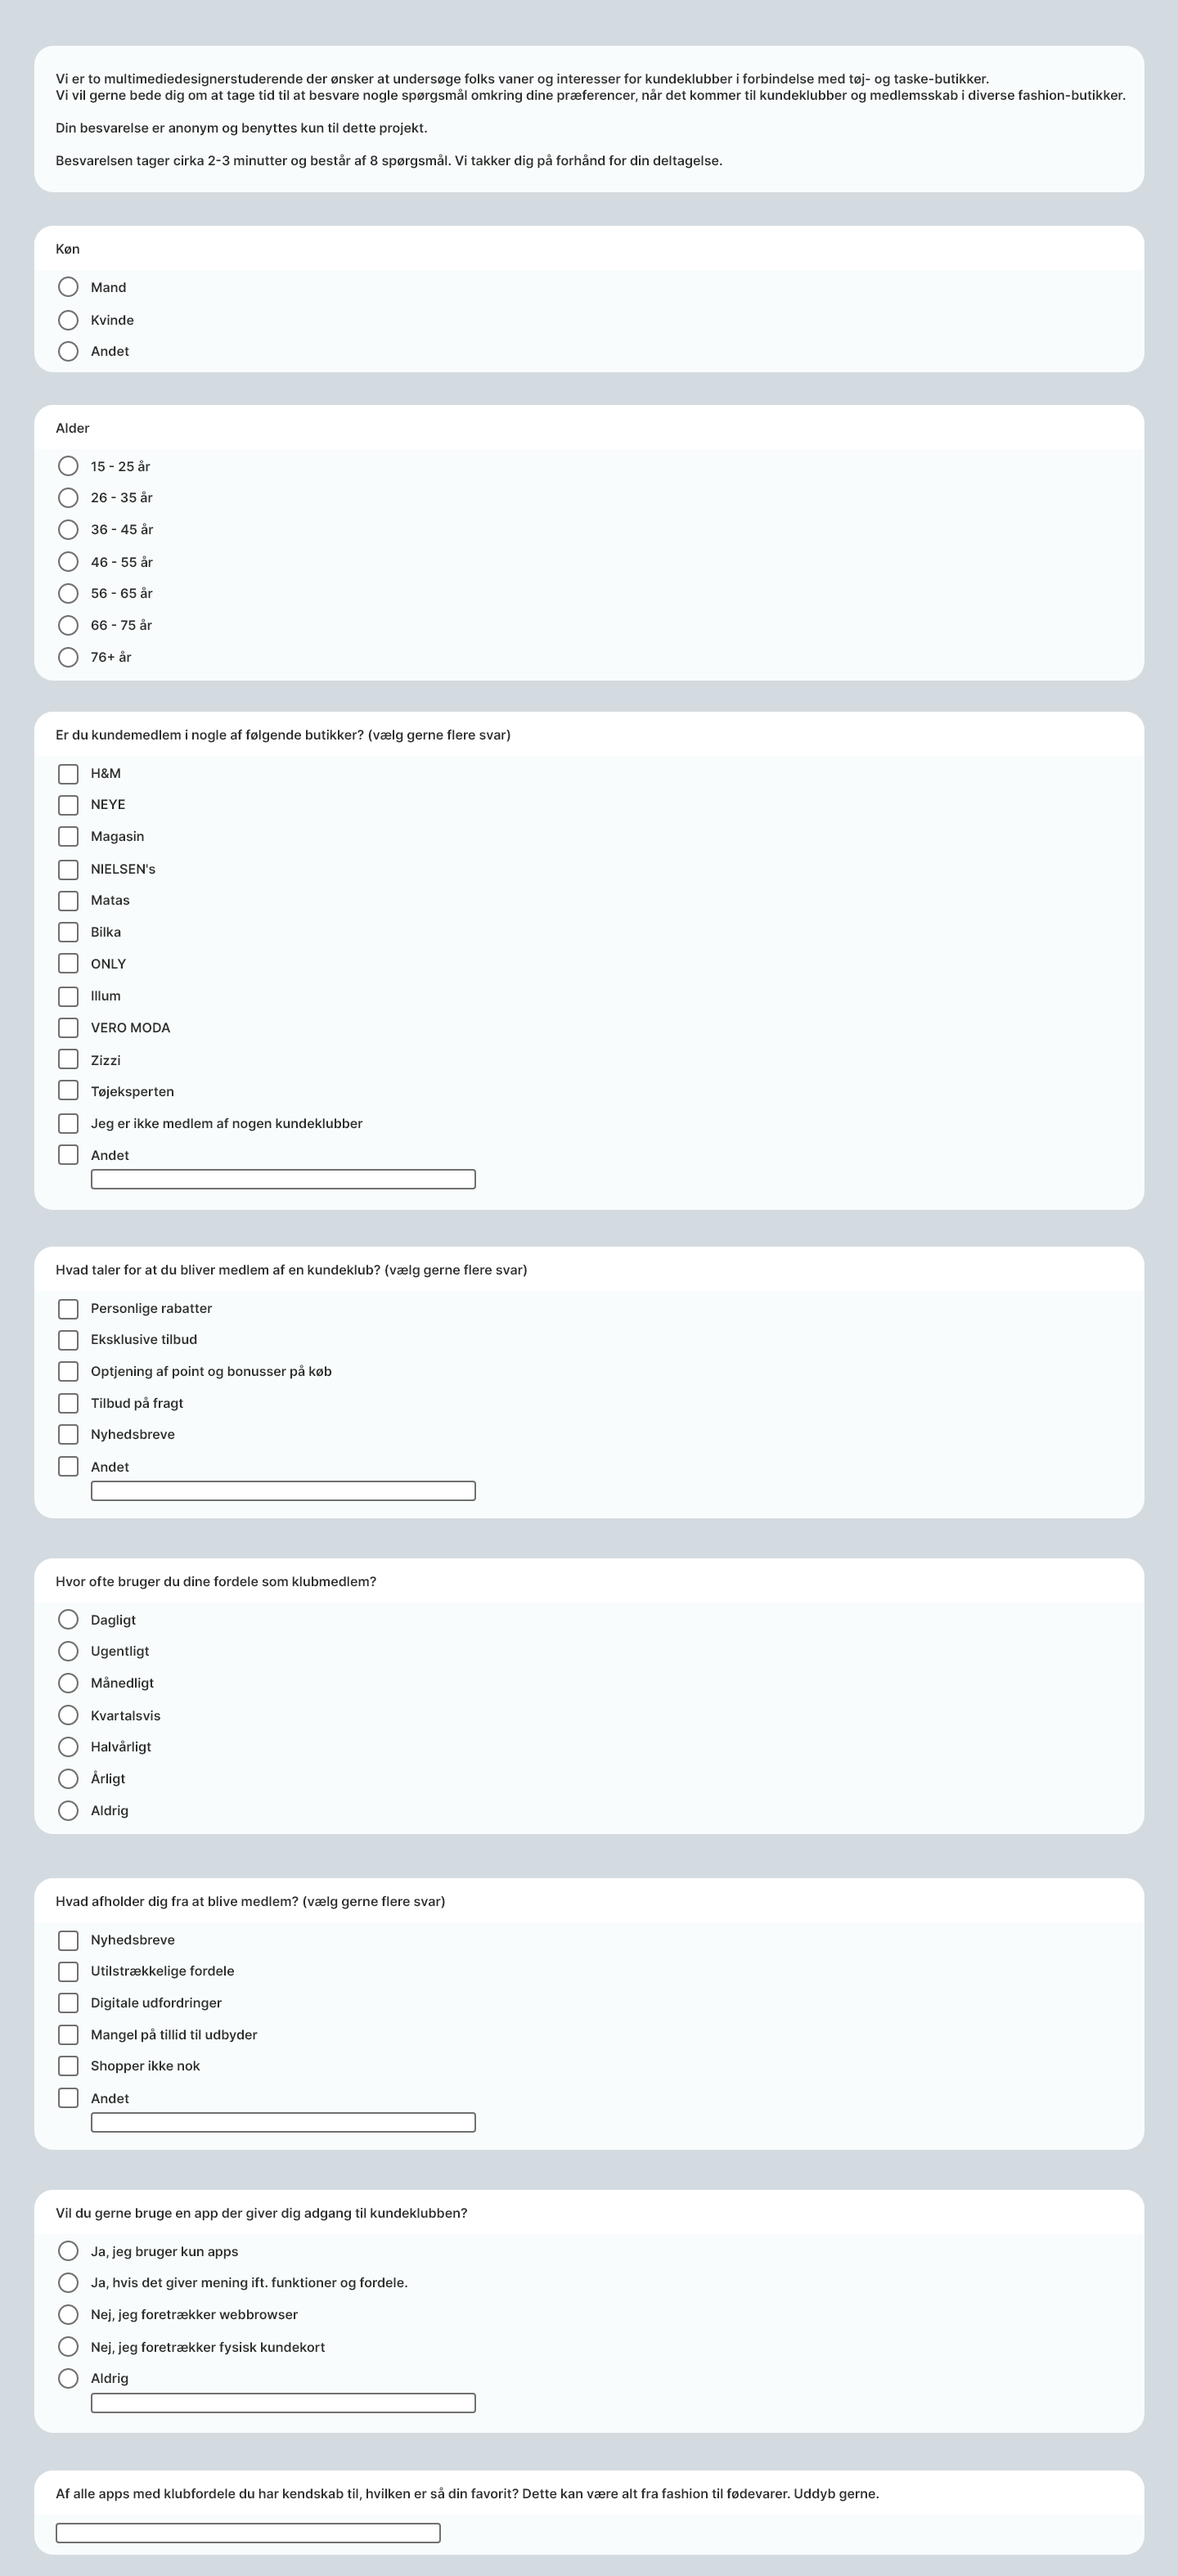 Vi er to multimediedesignerstuderende der ønsker at undersøge folks vaner og interesser for kundeklubber i forbindelse med tøj- og taske-butikker.
Vi vil gerne bede dig om at tage tid til at besvare nogle spørgsmål omkring dine præferencer, når det kommer til kundeklubber og medlemsskab i diverse fashion-butikker.
Din besvarelse er anonym og benyttes kun til dette projekt.
Besvarelsen tager cirka 2-3 minutter og består af 8 spørgsmål. Vi takker dig på forhånd for din deltagelse.
Køn
Mand
Kvinde
Andet
Alder
15 - 25 år
26 - 35 år
36 - 45 år
46 - 55 år
56 - 65 år
66 - 75 år
76+ år
Er du kundemedlem i nogle af følgende butikker? (vælg gerne flere svar)
H&M
NEYE
Magasin
NIELSEN's
Matas
Bilka
ONLY
Illum
VERO MODA
Zizzi
Tøjeksperten
Jeg er ikke medlem af nogen kundeklubber
Andet
Hvad taler for at du bliver medlem af en kundeklub? (vælg gerne flere svar)
Personlige rabatter
Eksklusive tilbud
Optjening af point og bonusser på køb
Tilbud på fragt
Nyhedsbreve
Andet
Hvor ofte bruger du dine fordele som klubmedlem?
Dagligt
Ugentligt
Månedligt
Kvartalsvis
Halvårligt
Årligt
Aldrig
Hvad afholder dig fra at blive medlem? (vælg gerne flere svar)
Nyhedsbreve
Utilstrækkelige fordele
Digitale udfordringer
Mangel på tillid til udbyder
Shopper ikke nok
Andet
Vil du gerne bruge en app der giver dig adgang til kundeklubben?
Ja, jeg bruger kun apps
Ja, hvis det giver mening ift. funktioner og fordele.
Nej, jeg foretrækker webbrowser
Nej, jeg foretrækker fysisk kundekort
Aldrig
Af alle apps med klubfordele du har kendskab til, hvilken er så din favorit? Dette kan være alt fra fashion til fødevarer. Uddyb gerne.